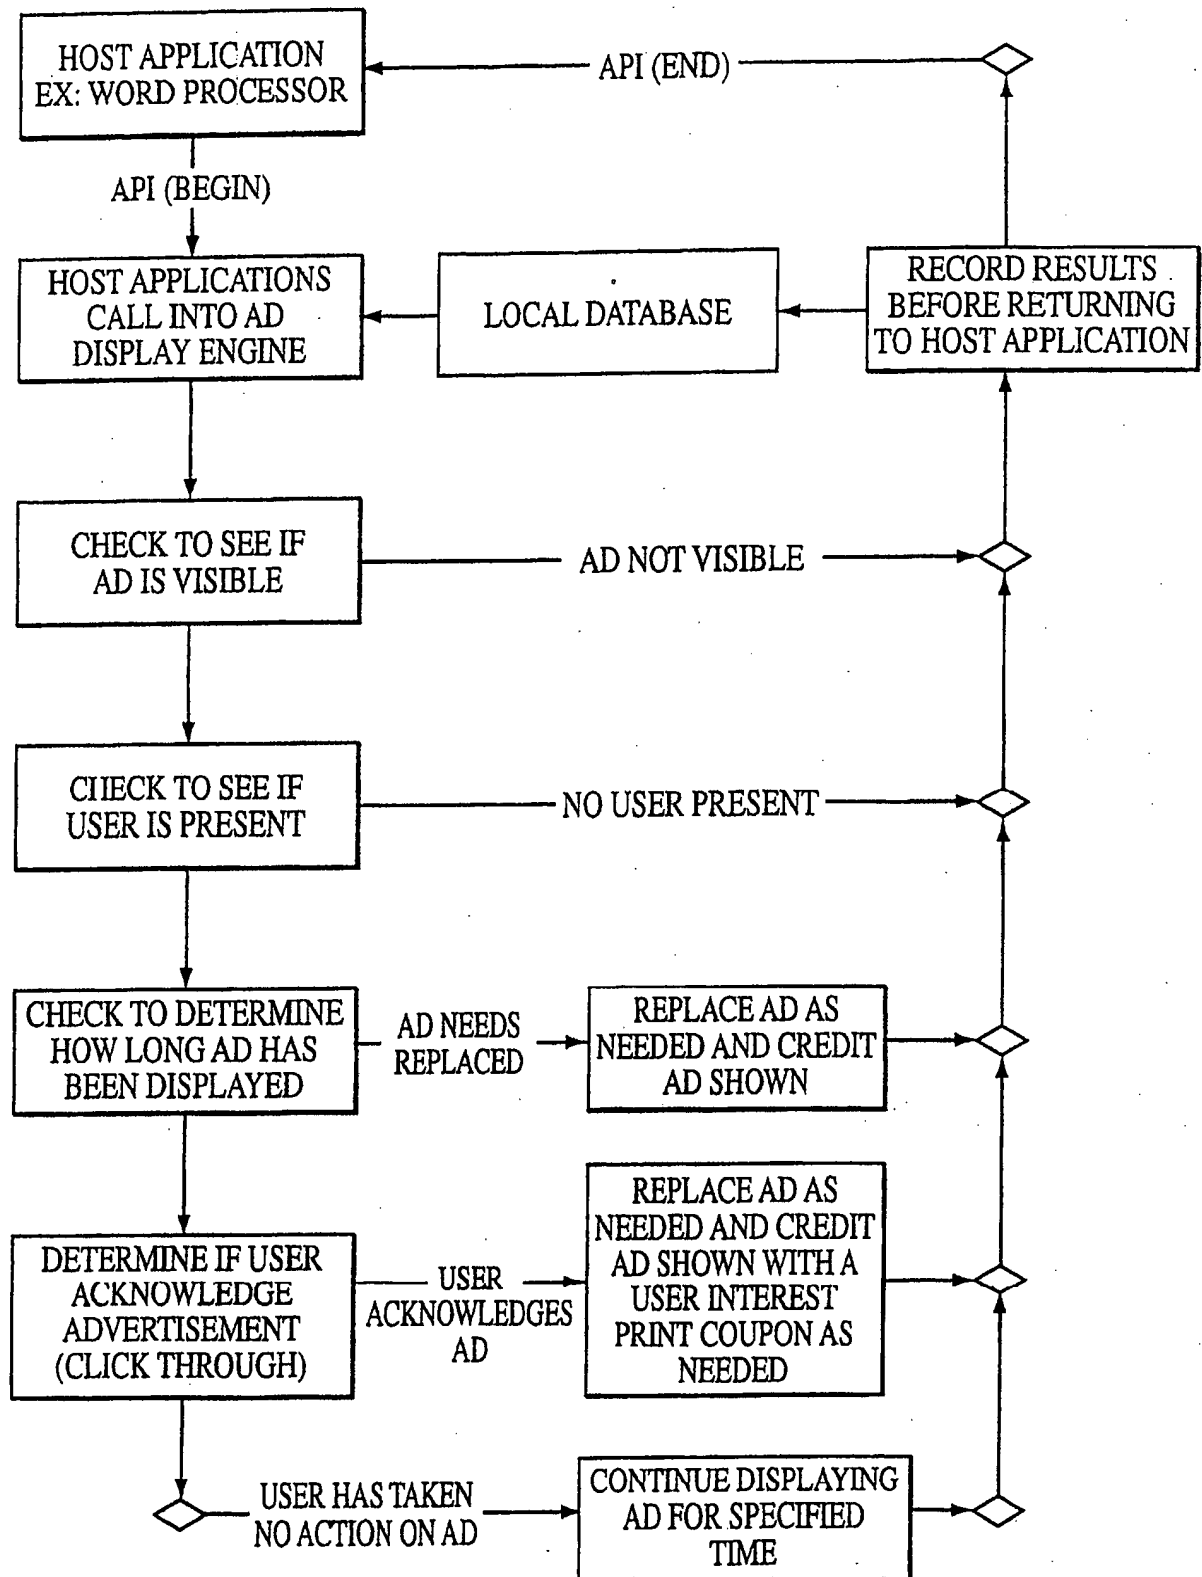 HOST APPLICATION
EX: WORD PROCESSOR
API (END)
API (BEGIN)
HOST APPLICATIONS
CALL INTO AD
DISPLAY ENGINE
LOCAL DATABASE
RECORD RESULTS
BEFORE RETURNING
TO HOST APPLICATION
CHECK TO SEE IF
AD IS VISIBLE
AD NOT VISIBLE
CHECK TO SEE IF
USER IS PRESENT
NO USER PRESENT
CHECK TO DETERMINE
HOW LONG AD HAS
BEEN DISPLAYED
AD NEEDS
REPLACED
REPLACE AD AS
NEEDED AND CREDIT
AD SHOWN
DETERMINE IF USER
ACKNOWLEDGE
ADVERTISEMENT
(CLICK THROUGH)
USER
ACKNOWLEDGES
AD
REPLACE AD AS
NEEDED AND CREDIT
AD SHOWN WITH A
USER INTEREST
PRINT COUPON AS
NEEDED
USER HAS TAKEN
NO ACTION ON AD
CONTINUE DISPLAYING
AD FOR SPECIFIED
TIME